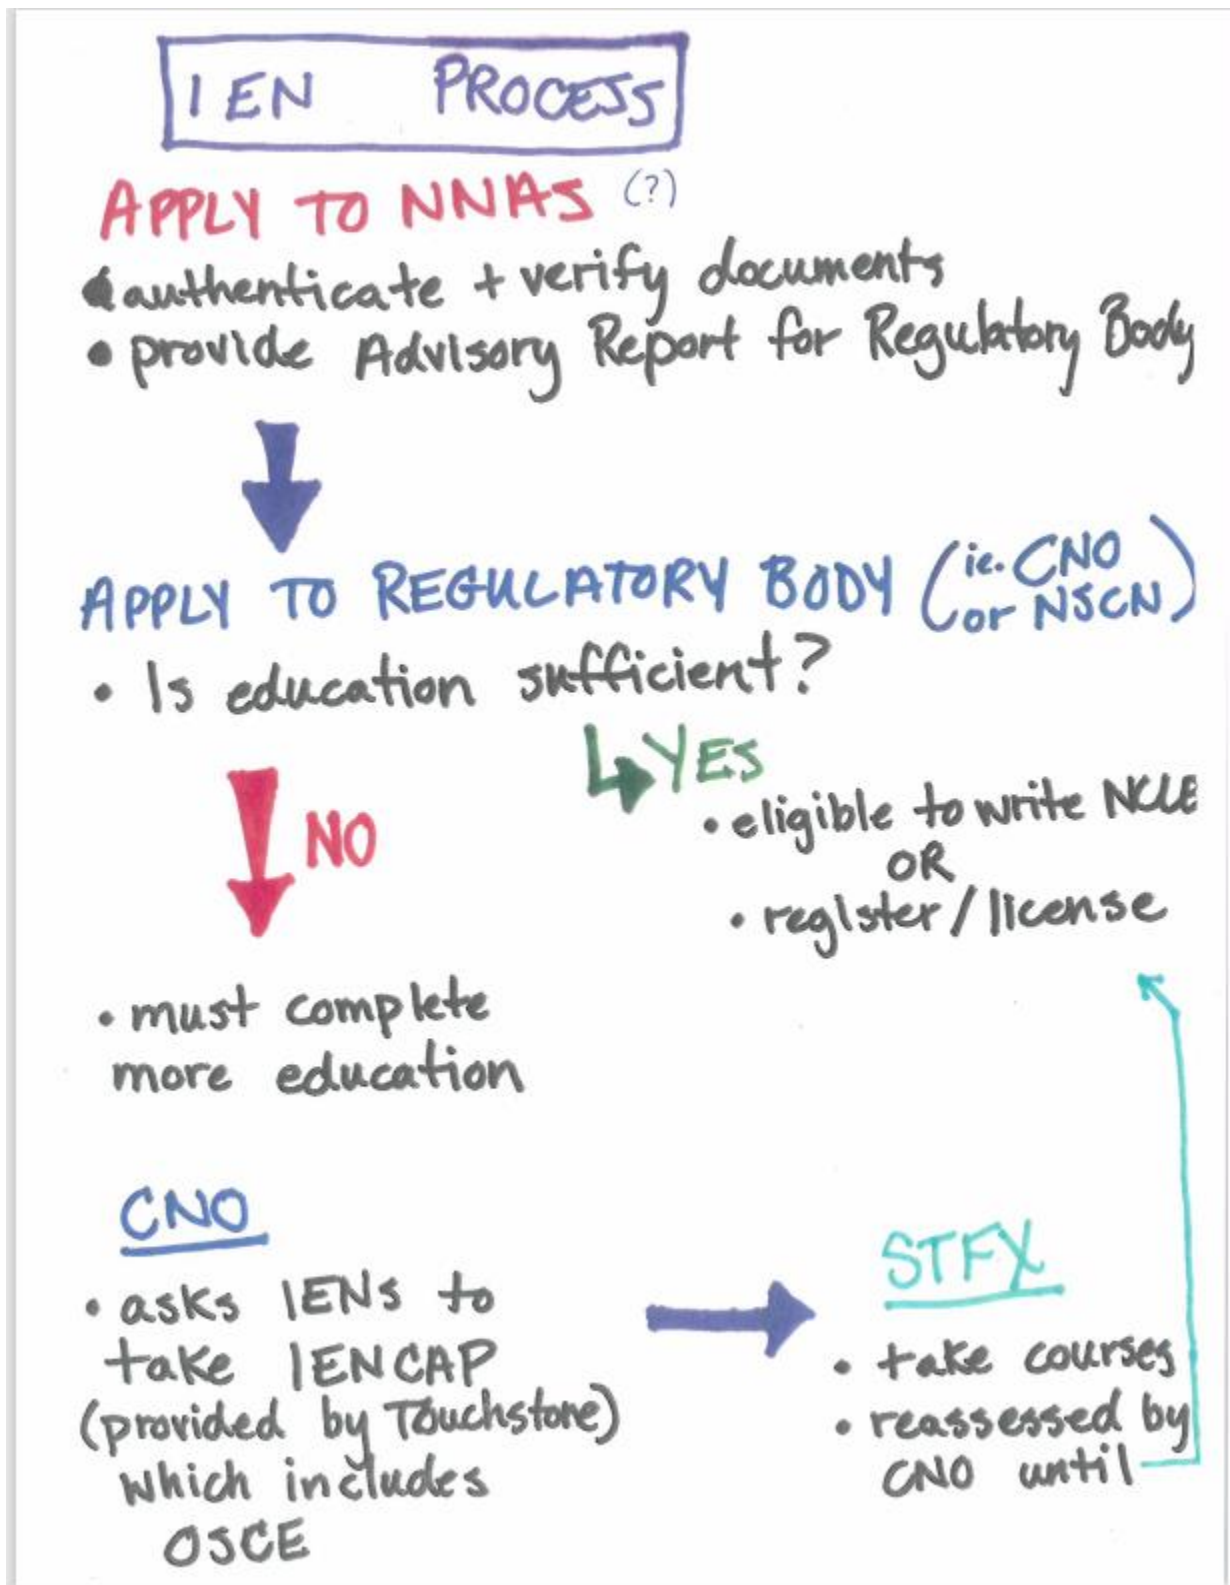 IEN PROCESS
APPLY TO NNAS (?)
• authenticate + verify documents
• provide Advisory Report for Regulatory Body
APPLY TO REGULATORY BODY (ie. CNO
or NSCN)
• Is education sufficient?
YES
• eligible to write NCLE
OR
• register/license
NO
• must complete
more education
CNO
• asks IENs to
take IENCAP
(provided by Touchstone)
which includes
OSCE
STFX
• take courses
• reassessed by
CNO until